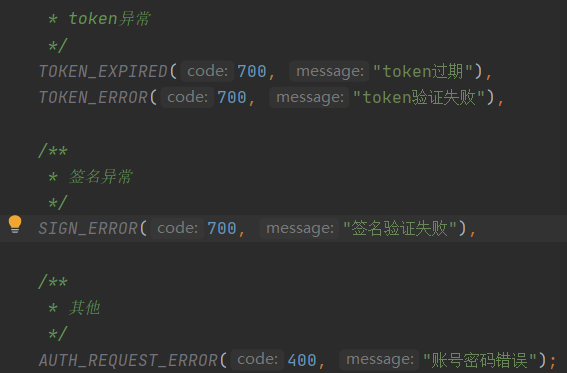 * token异常
*/
TOKEN_EXPIRED( code: 700, message: "token过期"),
TOKEN_ERROR( code: 700, message: "token验证失败"),
/**
* 签名异常
*/
SIGN_ERROR( code: 700, message: "签名验证失败"),
/**
* 其他
*/
AUTH_REQUEST_ERROR( code: 400, message: "账号密码错误");